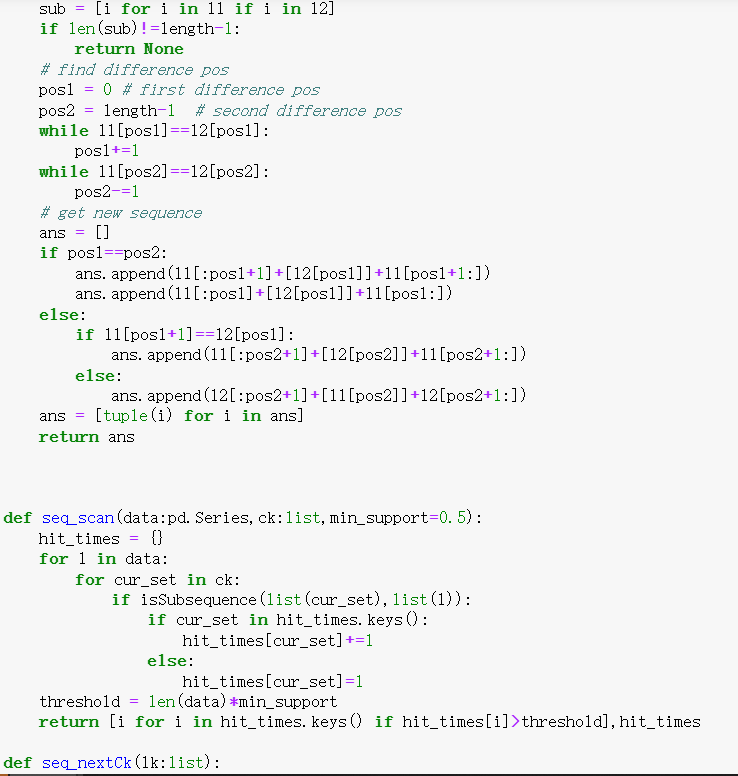 sub = [i for i in l1 if i in l2]
if len(sub)!=length-1:
return None
# find difference pos
pos1 = 0 # first difference pos
pos2 = length-1  # second difference pos
while l1[pos1]==l2[pos1]:
pos1+=1
while l1[pos2]==l2[pos2]:
pos2-=1
# get new sequence
ans = []
if pos1==pos2:
ans.append(l1[:pos1+1]+[l2[pos1]]+l1[pos1+1:])
ans.append(l1[:pos1]+[l2[pos1]]+l1[pos1:])
else:
if l1[pos1+1]==l2[pos1]:
ans.append(l1[:pos2+1]+[l2[pos2]]+l1[pos2+1:])
else:
ans.append(l2[:pos2+1]+[l1[pos2]]+l2[pos2+1:])
ans = [tuple(i) for i in ans]
return ans
def seq_scan(data:pd.Series,ck:list,min_support=0.5):
hit_times = {}
for l in data:
for cur_set in ck:
if isSubsequence(list(cur_set),list(l)):
if cur_set in hit_times.keys():
hit_times[cur_set]+=1
else:
hit_times[cur_set]=1
threshold = len(data)*min_support
return [i for i in hit_times.keys() if hit_times[i]>threshold],hit_times
def seq_nextCk(lk:list):